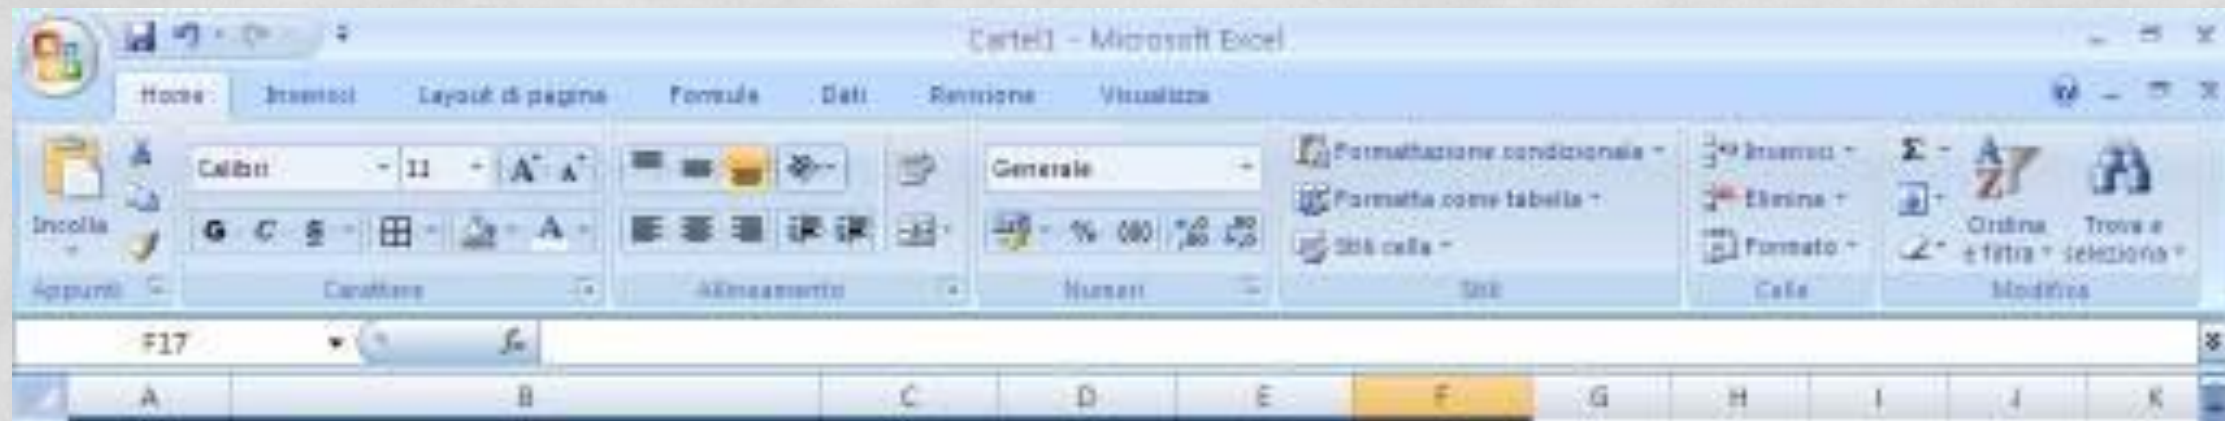 Cartel1 - Microsoft Excel
Home Inserisci Layout di pagina Formule Dati Revisione Visualizza
Incolla
Calibri 11 A A
G C S A
Generale
% 000
Formattazione condizionale
Formatta come tabella
Stili cella
Inserisci
Elimina
Formato
Σ
A
Z
Ordina
e filtra
Trova e
seleziona
Appunti Carattere Allineamento Numeri Stili Celle Modifica
F17 fx
A B C D E F G H I J K